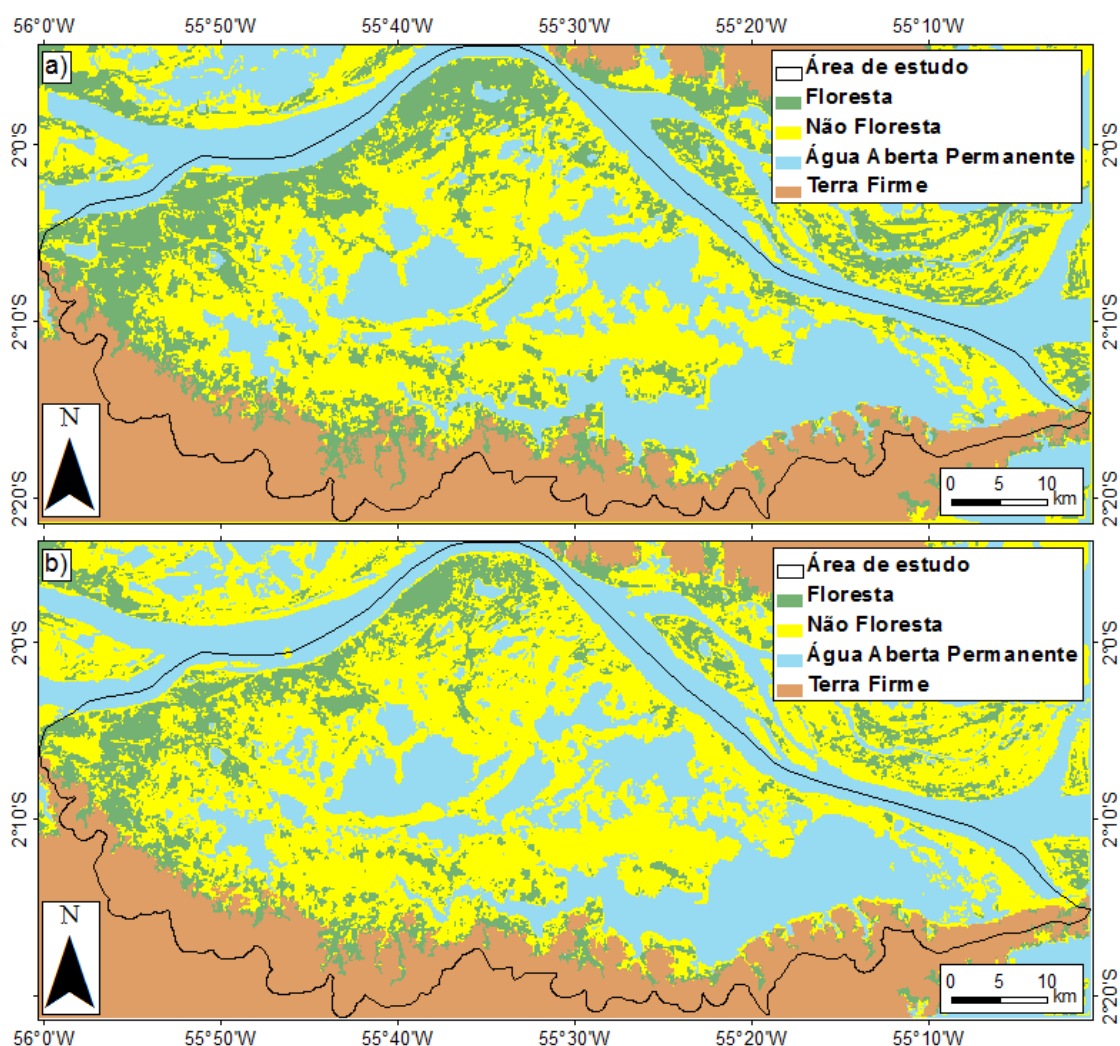 56°0'W 55°50'W 55°40'W 55°30'W 55°20'W 55°10'W
a)
Área de estudo
Floresta
Não Floresta
Água Aberta Permanente
Terra Firme
2°0'S 2°0'S
2°10'S 2°10'S
2°20'S 2°20'S
N
0 5 10
km
b)
Área de estudo
Floresta
Não Floresta
Água Aberta Permanente
Terra Firme
2°0'S 2°0'S
2°10'S 2°10'S
2°20'S 2°20'S
N
0 5 10
km
56°0'W 55°50'W 55°40'W 55°30'W 55°20'W 55°10'W